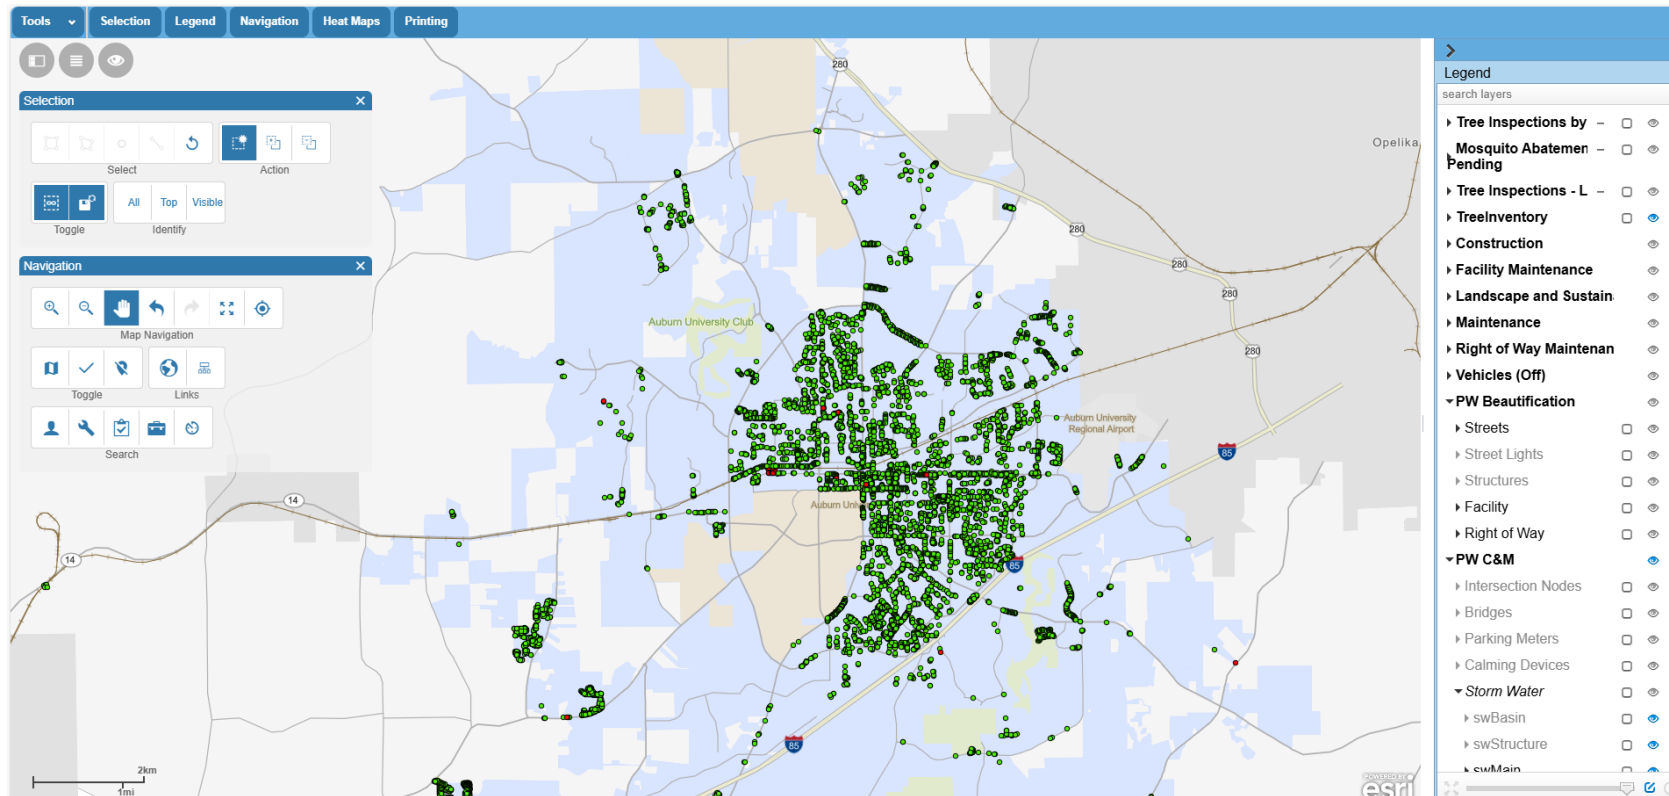 Tools
Selection
Legend
Navigation
Heat Maps
Printing
Selection
Select
Action
All
Top
Visible
Toggle
Identify
Navigation
Map Navigation
Toggle
Links
Search
280
Opelika
280
280
280
280
Auburn University Club
Auburn University
Regional Airport
85
14
Auburn Univ
85
14
85
2km
1mi
POWERED BY
esri
Legend
search layers
Tree Inspections by
Mosquito Abatemen
Pending
Tree Inspections - L
TreeInventory
Construction
Facility Maintenance
Landscape and Sustain
Maintenance
Right of Way Maintenan
Vehicles (Off)
PW Beautification
Streets
Street Lights
Structures
Facility
Right of Way
PW C&M
Intersection Nodes
Bridges
Parking Meters
Calming Devices
Storm Water
swBasin
swStructure
swMain